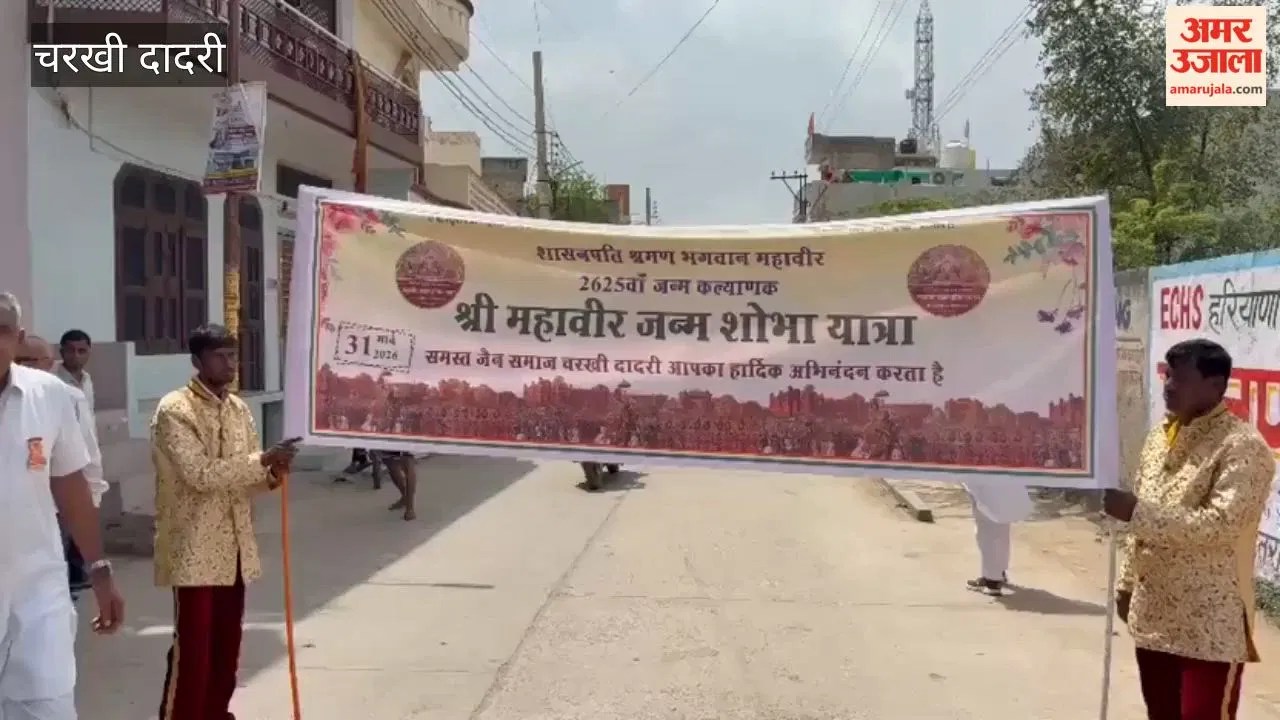 चरखी दादरी
अमर
उजाला
amarujala.com
शासनपति श्रमण भगवान महावीर
2625वाँ जन्म कल्याणक
श्री महावीर जन्म शोभा यात्रा
31 मार्च 2026
समस्त जैन समाज चरखी दादरी आपका हार्दिक अभिनंदन करता है
ECHS हरियाणा